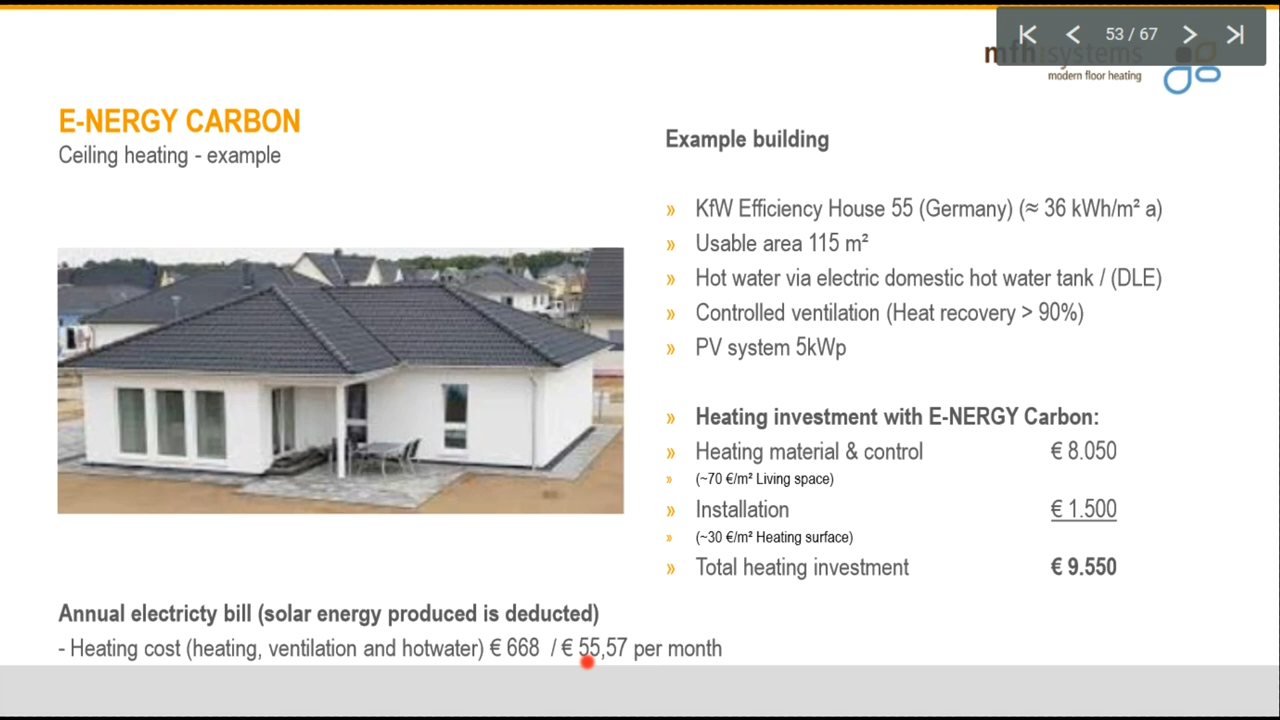 53 / 67
mfh systems
modern floor heating
E-NERGY CARBON
Ceiling heating - example
Example building
» KfW Efficiency House 55 (Germany) (≈ 36 kWh/m² a)
» Usable area 115 m²
» Hot water via electric domestic hot water tank / (DLE)
» Controlled ventilation (Heat recovery > 90%)
» PV system 5kWp
» Heating investment with E-NERGY Carbon:
» Heating material & control € 8.050
» (~70 €/m² Living space)
» Installation € 1.500
» (~30 €/m² Heating surface)
» Total heating investment € 9.550
Annual electricty bill (solar energy produced is deducted)
- Heating cost (heating, ventilation and hotwater) € 668 / € 55,57 per month